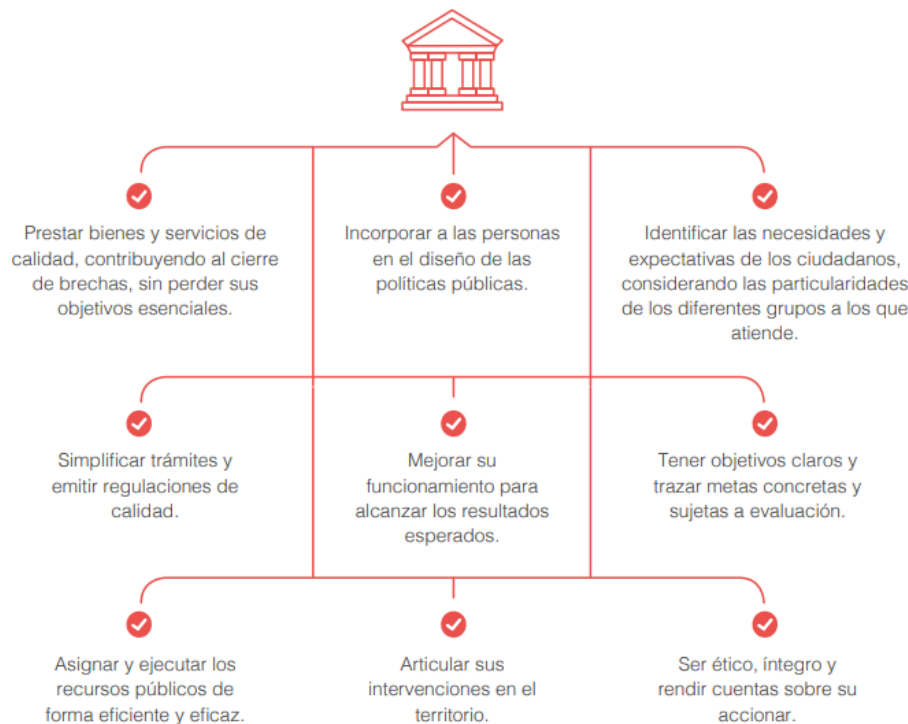 Prestar bienes y servicios de
calidad, contribuyendo al cierre
de brechas, sin perder sus
objetivos esenciales.
Incorporar a las personas
en el diseño de las
políticas públicas.
Identificar las necesidades y
expectativas de los ciudadanos,
considerando las particularidades
de los diferentes grupos a los que
atiende.
Simplificar trámites y
emitir regulaciones de
calidad.
Mejorar su
funcionamiento para
alcanzar los resultados
esperados.
Tener objetivos claros y
trazar metas concretas y
sujetas a evaluación.
Asignar y ejecutar los
recursos públicos de
forma eficiente y eficaz.
Articular sus
intervenciones en el
territorio.
Ser ético, íntegro y
rendir cuentas sobre su
accionar.